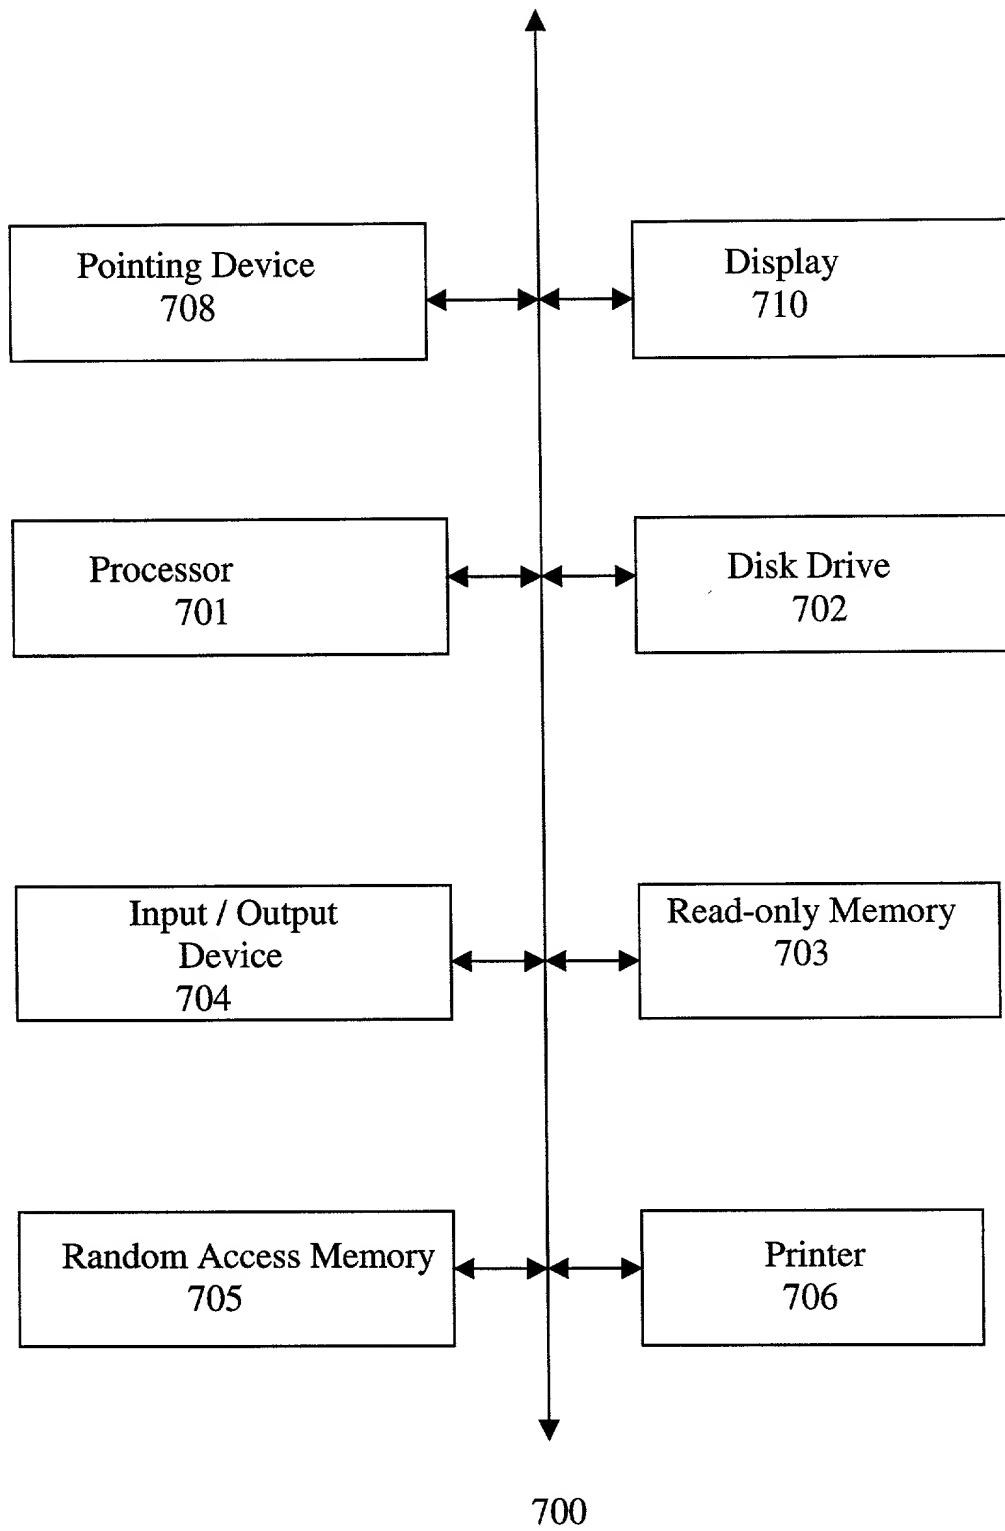 Pointing Device
708
Display
710
Processor
701
Disk Drive
702
Input / Output
Device
704
Read-only Memory
703
Random Access Memory
705
Printer
706
700